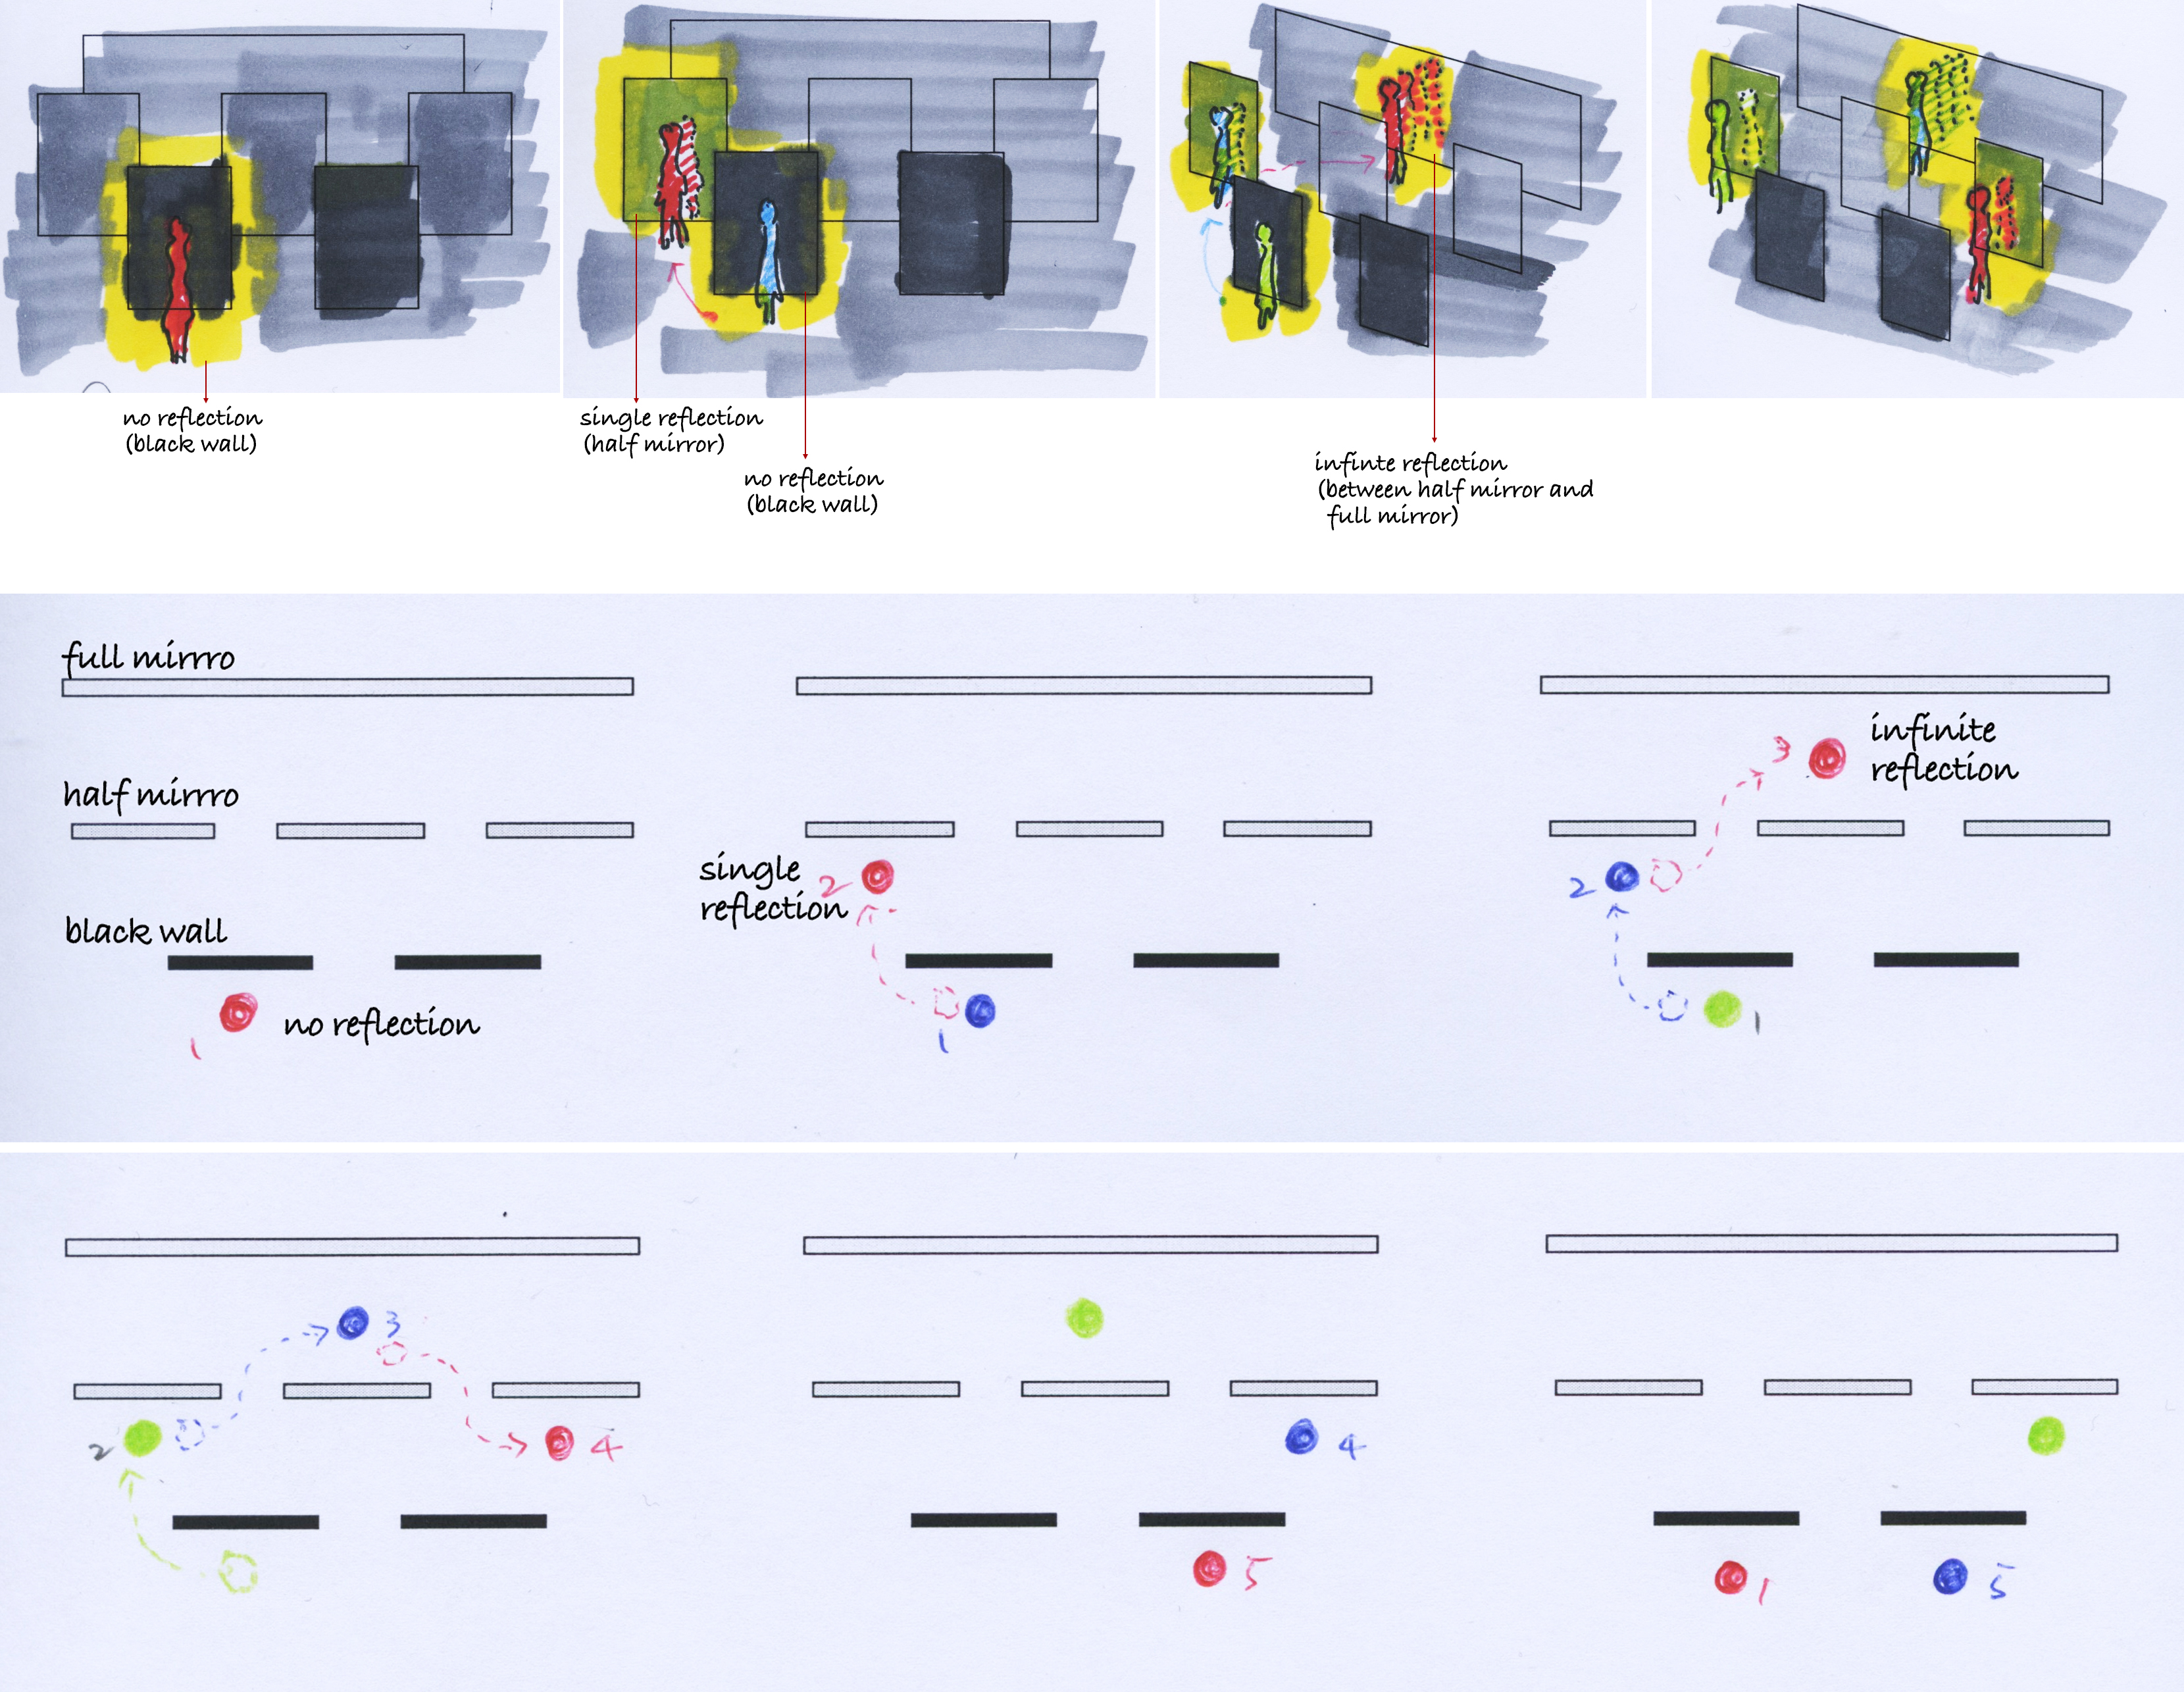 no reflection
(black wall)
single reflection
(half mirror)
no reflection
(black wall)
infinte reflection
(between half mirror and
full mirror)
full mirrro
half mirrro
black wall
1
no reflection
single
reflection
2
1
infinite
reflection
3
2
1
3
2
4
4
5
1
5